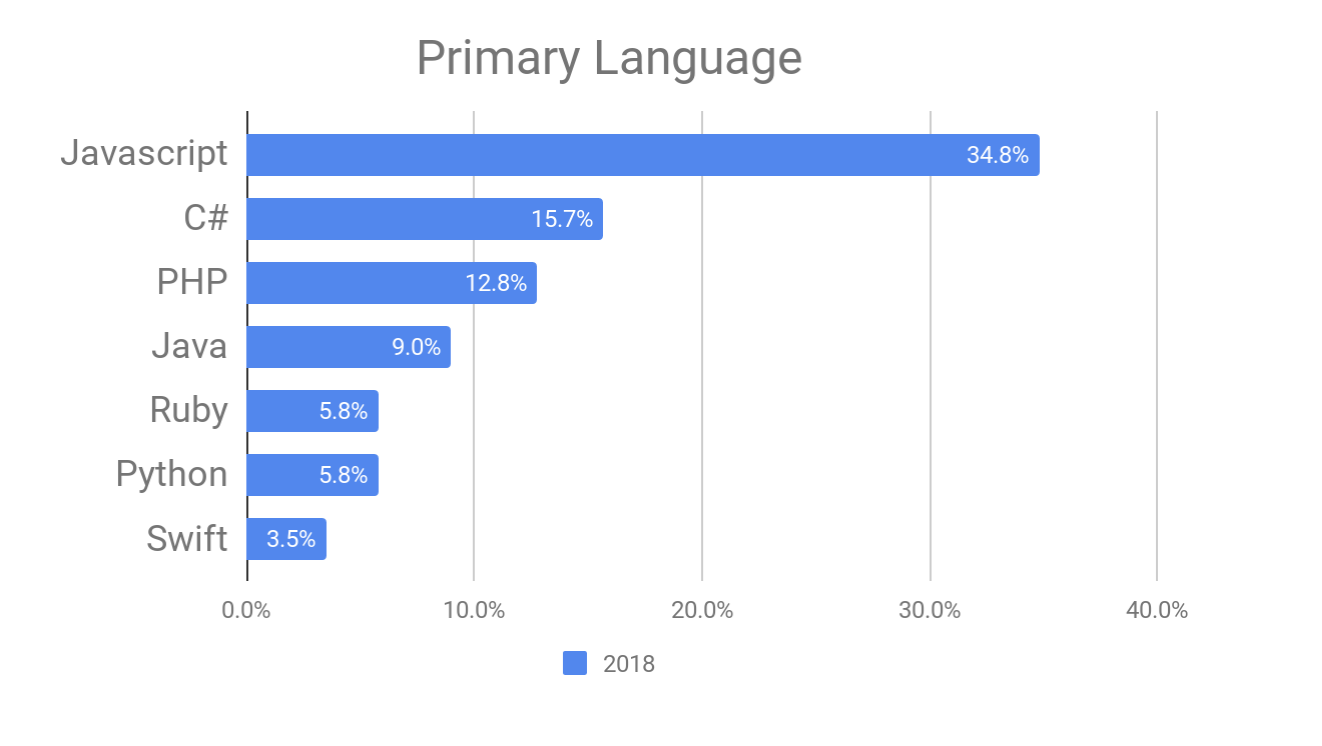 Primary Language
Javascript 34.8%
C# 15.7%
PHP 12.8%
Java 9.0%
Ruby 5.8%
Python 5.8%
Swift 3.5%
0.0% 10.0% 20.0% 30.0% 40.0%
2018